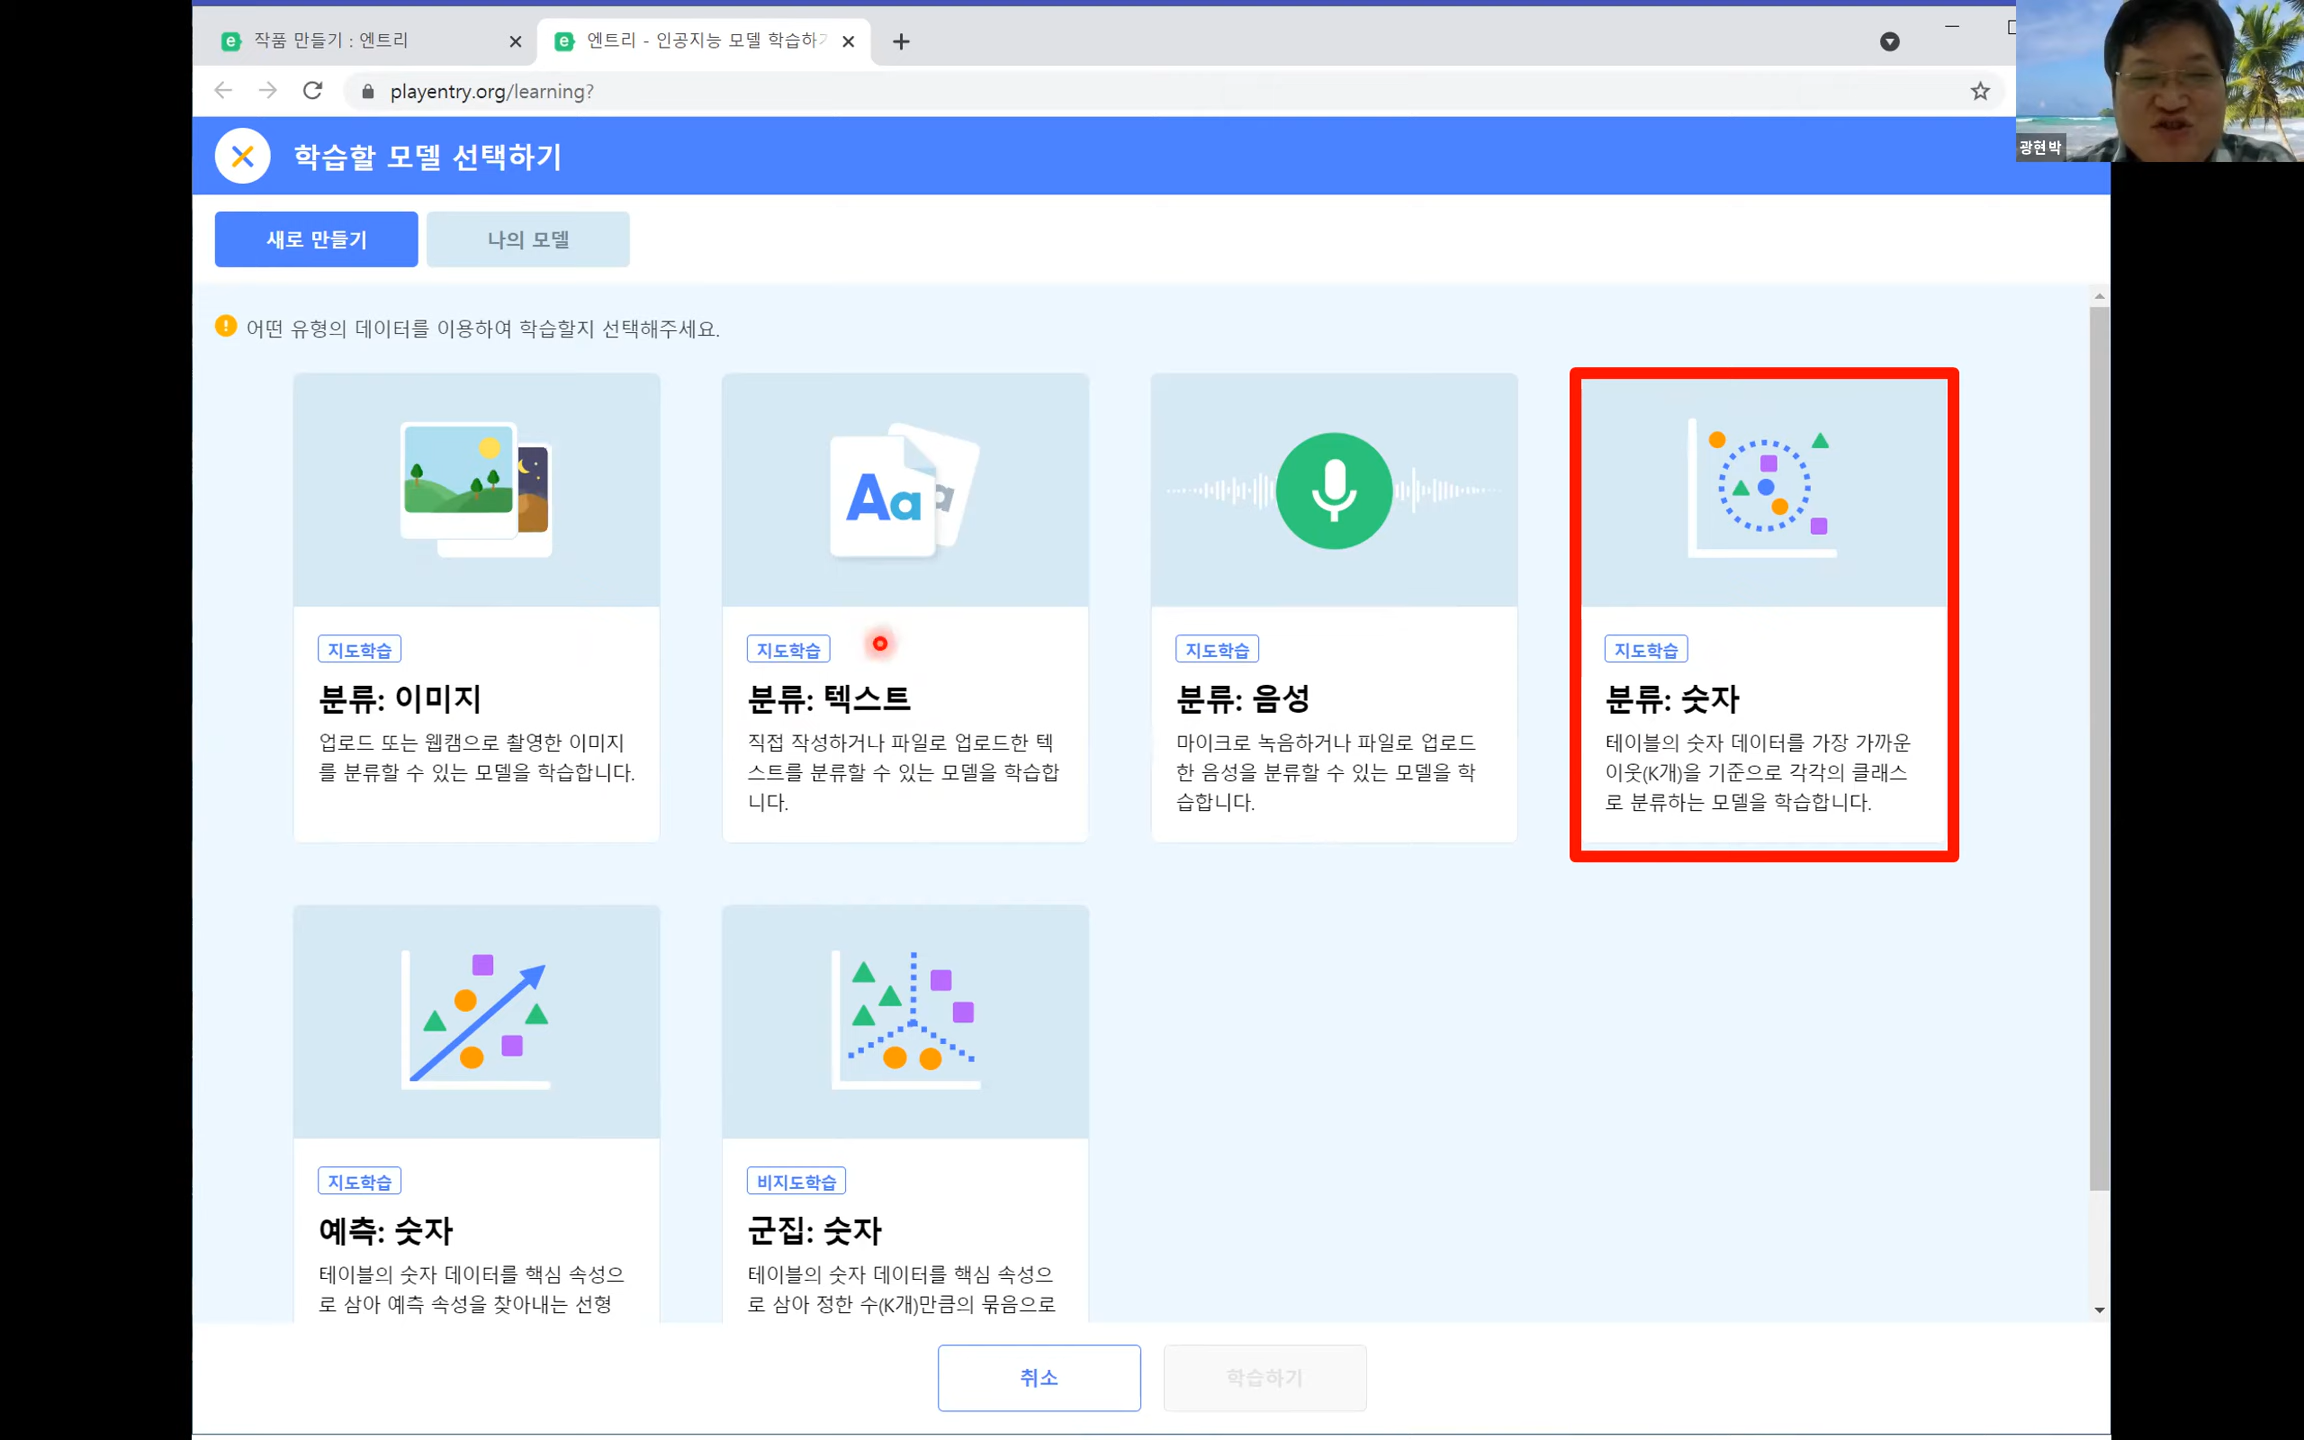 작품 만들기 : 엔트리
엔트리 - 인공지능 모델 학습하기
playentry.org/learning?
광현박
학습할 모델 선택하기
새로 만들기
나의 모델
어떤 유형의 데이터를 이용하여 학습할지 선택해주세요.
Aa
a
지도학습
분류: 이미지
업로드 또는 웹캠으로 촬영한 이미지
를 분류할 수 있는 모델을 학습합니다.
지도학습
분류: 텍스트
직접 작성하거나 파일로 업로드한 텍
스트를 분류할 수 있는 모델을 학습합
니다.
지도학습
분류: 음성
마이크로 녹음하거나 파일로 업로드
한 음성을 분류할 수 있는 모델을 학
습합니다.
지도학습
분류: 숫자
테이블의 숫자 데이터를 가장 가까운
이웃(K개)을 기준으로 각각의 클래스
로 분류하는 모델을 학습합니다.
지도학습
예측: 숫자
테이블의 숫자 데이터를 핵심 속성으
로 삼아 예측 속성을 찾아내는 선형
비지도학습
군집: 숫자
테이블의 숫자 데이터를 핵심 속성으
로 삼아 정한 수(K개)만큼의 묶음으로
취소
학습하기